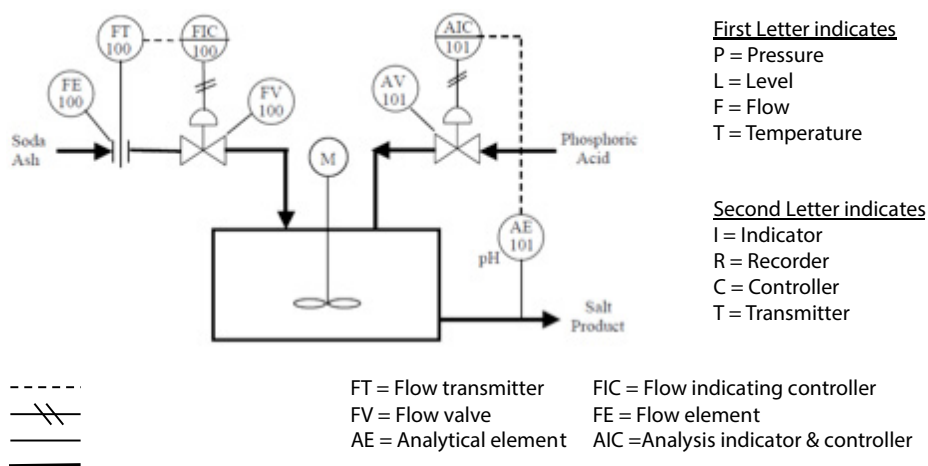 FT
100
FIC
100
AIC
101
FE
100
FV
100
AV
101
Soda
Ash
M
Phosphoric
Acid
AE
101
pH
Salt
Product
First Letter indicates
P = Pressure
L = Level
F = Flow
T = Temperature
Second Letter indicates
I = Indicator
R = Recorder
C = Controller
T = Transmitter
FT = Flow transmitter
FV = Flow valve
AE = Analytical element
FIC = Flow indicating controller
FE = Flow element
AIC =Analysis indicator & controller